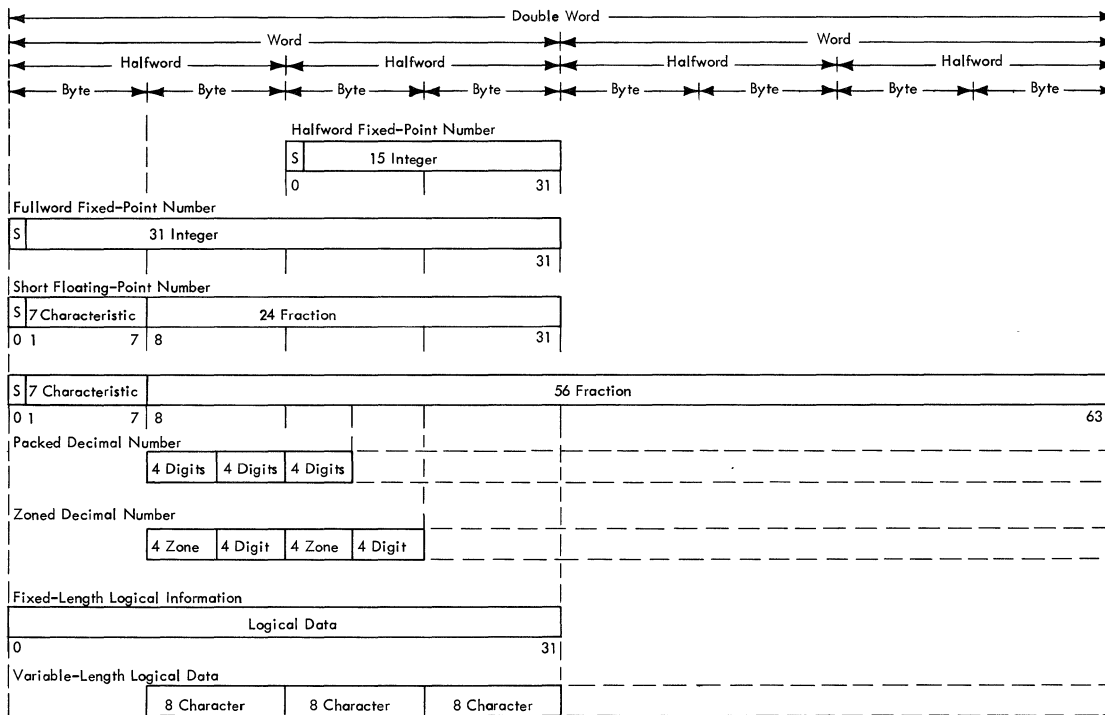 Double Word
Word Word
Halfword Halfword Halfword Halfword
Byte Byte Byte Byte Byte Byte Byte Byte
Halfword Fixed-Point Number
S 15 Integer
0 31
Fullword Fixed-Point Number
S 31 Integer
31
Short Floating-Point Number
S 7 Characteristic 24 Fraction
0 1 7 8 31
S 7 Characteristic 56 Fraction
0 1 7 8 63
Packed Decimal Number
4 Digits 4 Digits 4 Digits
Zoned Decimal Number
4 Zone 4 Digit 4 Zone 4 Digit
Fixed-Length Logical Information
Logical Data
0 31
Variable-Length Logical Data
8 Character 8 Character 8 Character